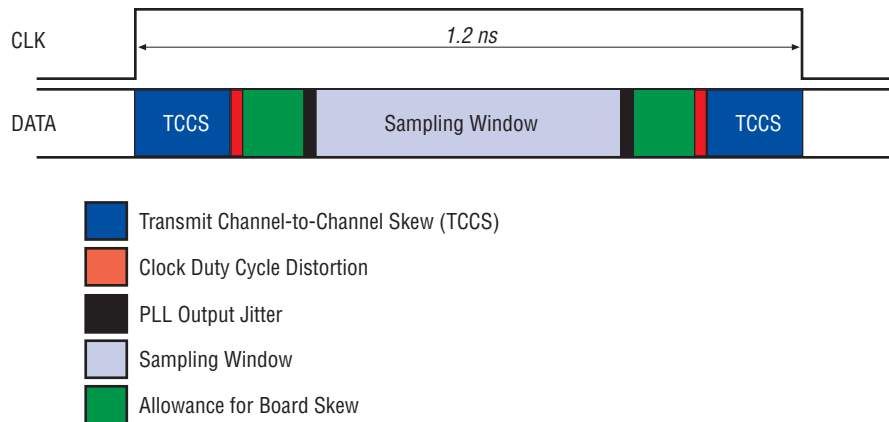 CLK
1.2 ns
DATA
TCCS
Sampling Window
TCCS
Transmit Channel-to-Channel Skew (TCCS)
Clock Duty Cycle Distortion
PLL Output Jitter
Sampling Window
Allowance for Board Skew